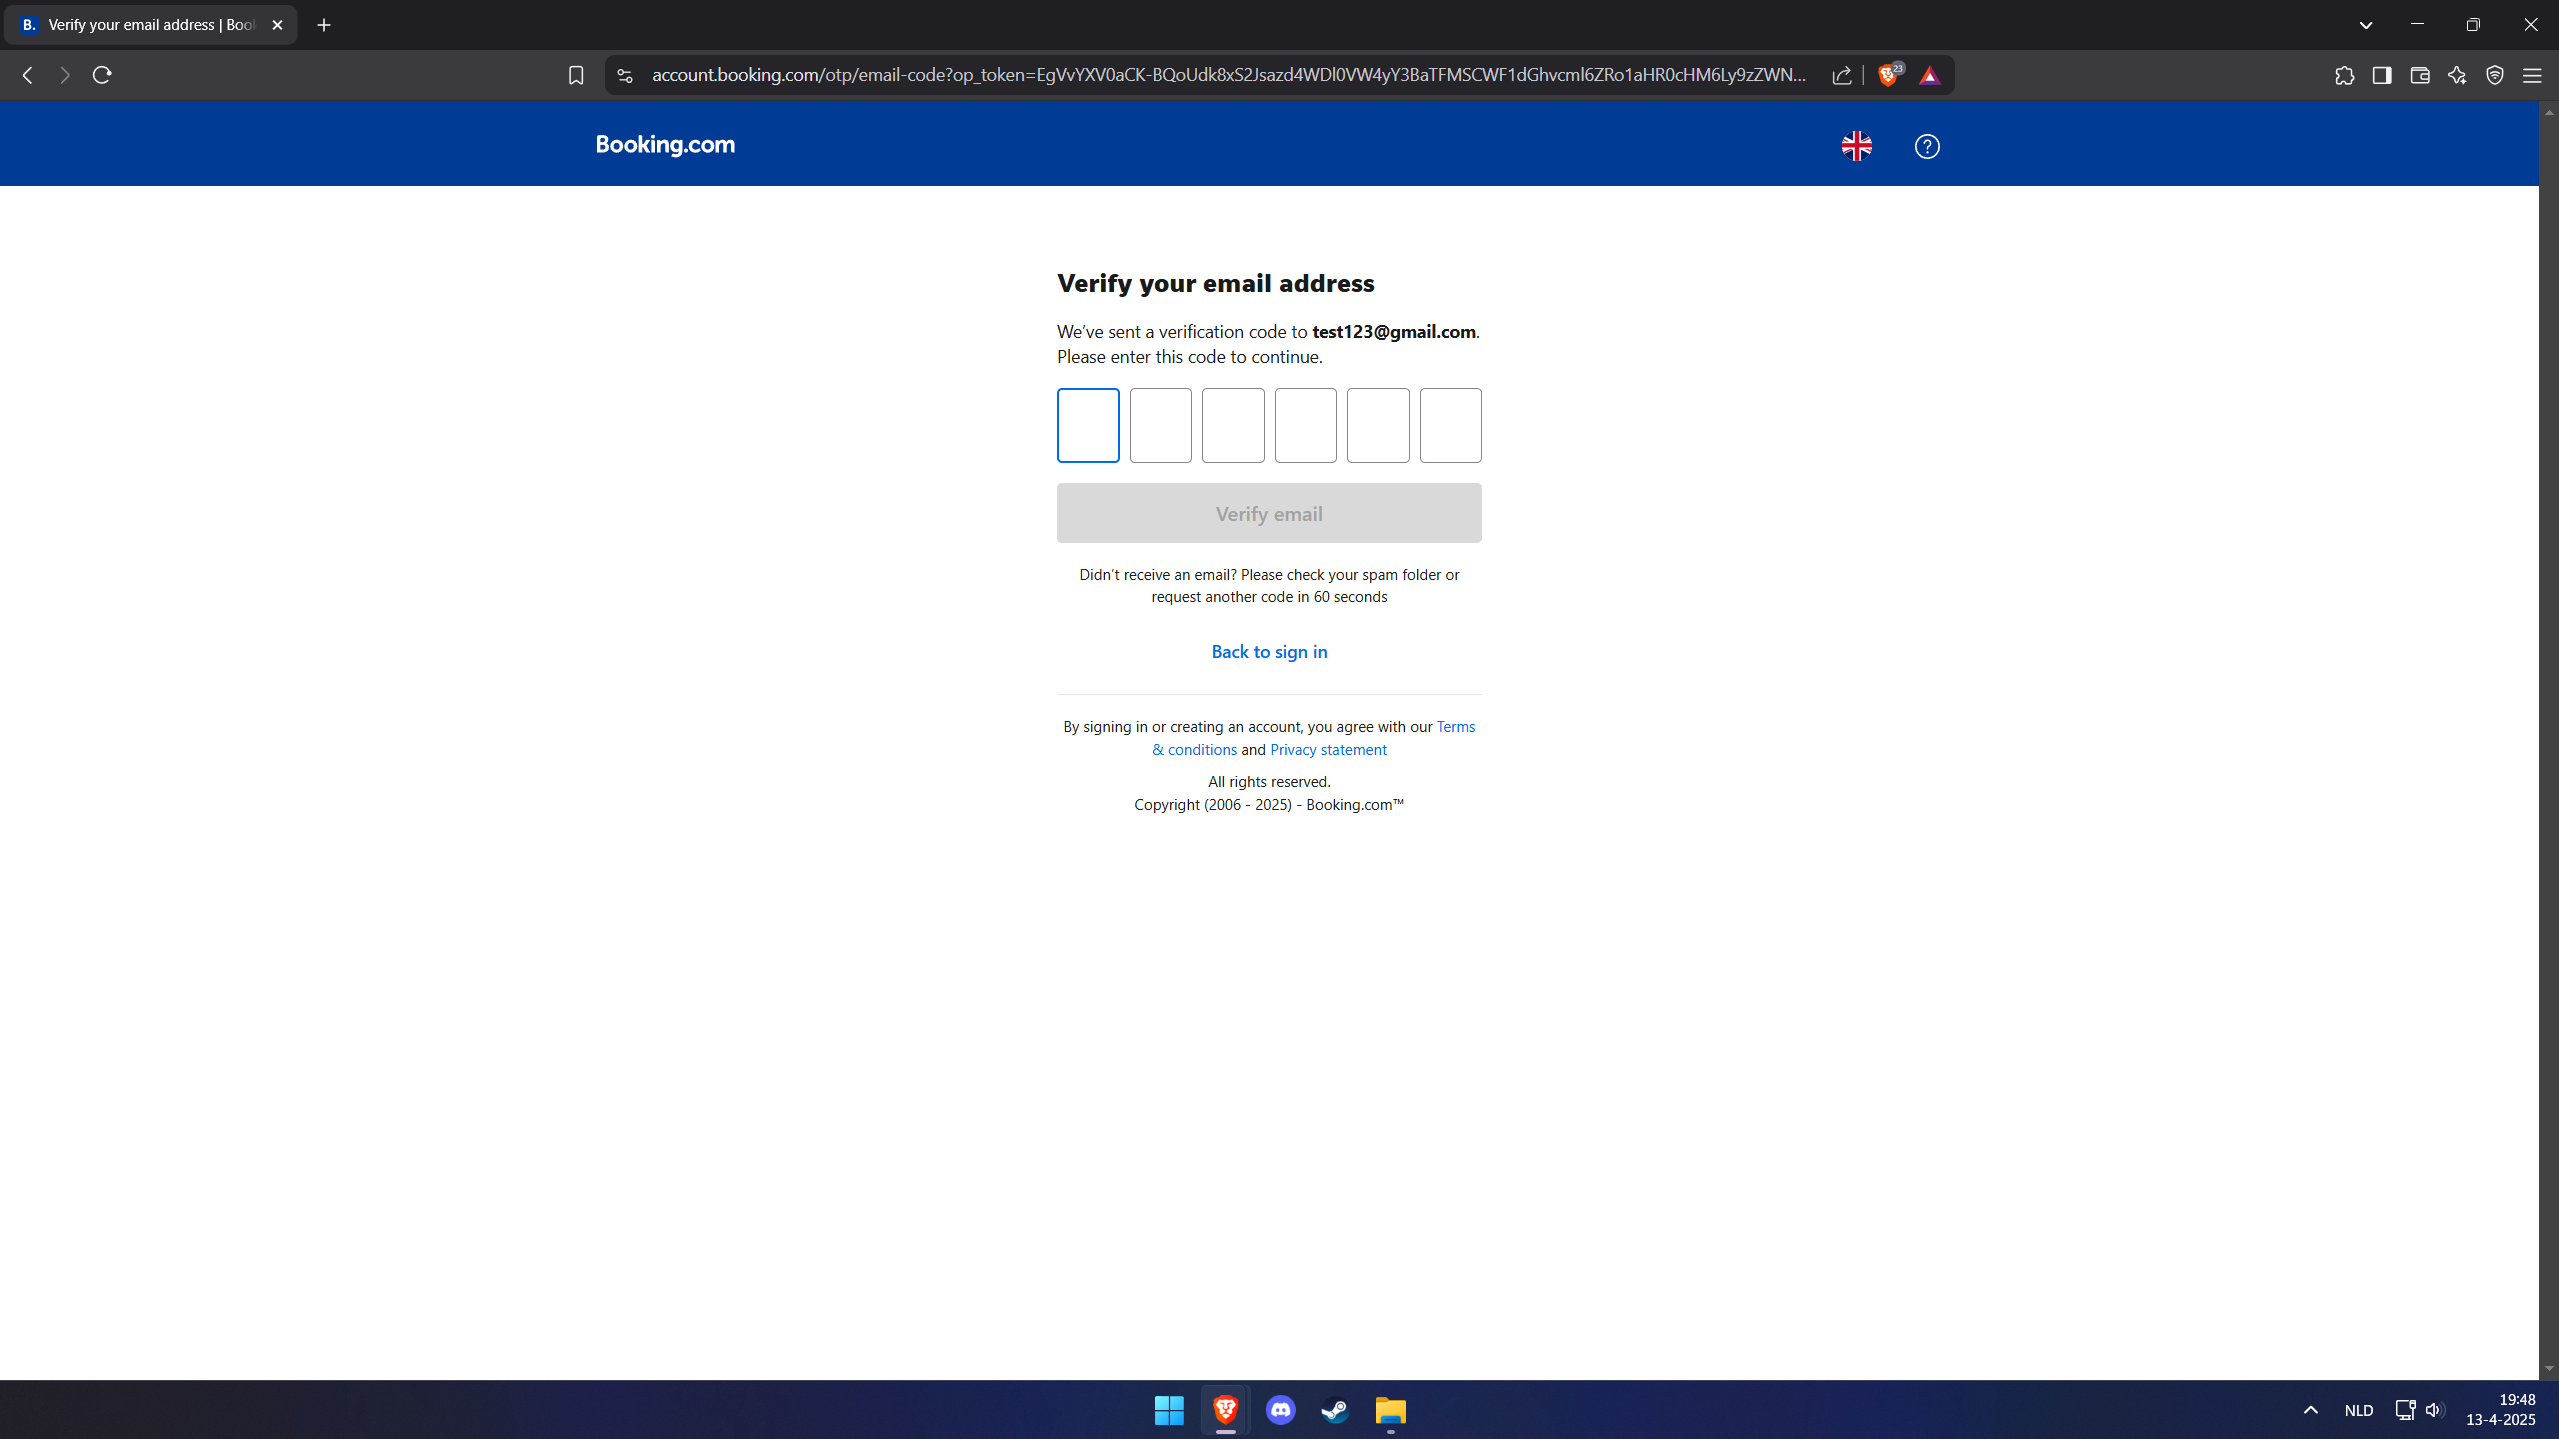 B. Verify your email address | Boo
account.booking.com/otp/email-code?op_token=EgVvYXV0aCK-BQoUdk8xS2Jsazd4WDl0VW4yY3BaTFMSCWF1dGhvcml6ZRo1aHR0cHM6Ly9zZWN...
23
Booking.com
Verify your email address
We've sent a verification code to test123@gmail.com.
Please enter this code to continue.
Verify email
Didn't receive an email? Please check your spam folder or
request another code in 60 seconds
Back to sign in
By signing in or creating an account, you agree with our Terms
& conditions and Privacy statement
All rights reserved.
Copyright (2006 - 2025) - Booking.com™
NLD
19:48
13-4-2025